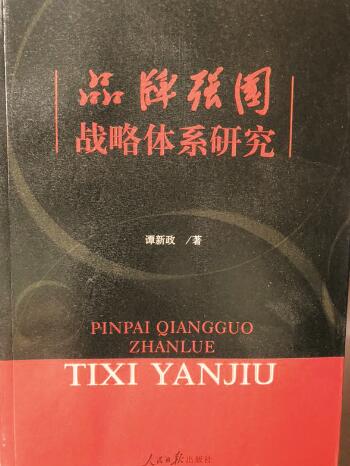 品牌强国
战略体系研究
谭新政 /著
PINPAI QIANGGUO
ZHANLUE
TIXI YANJIU
人民日报出版社